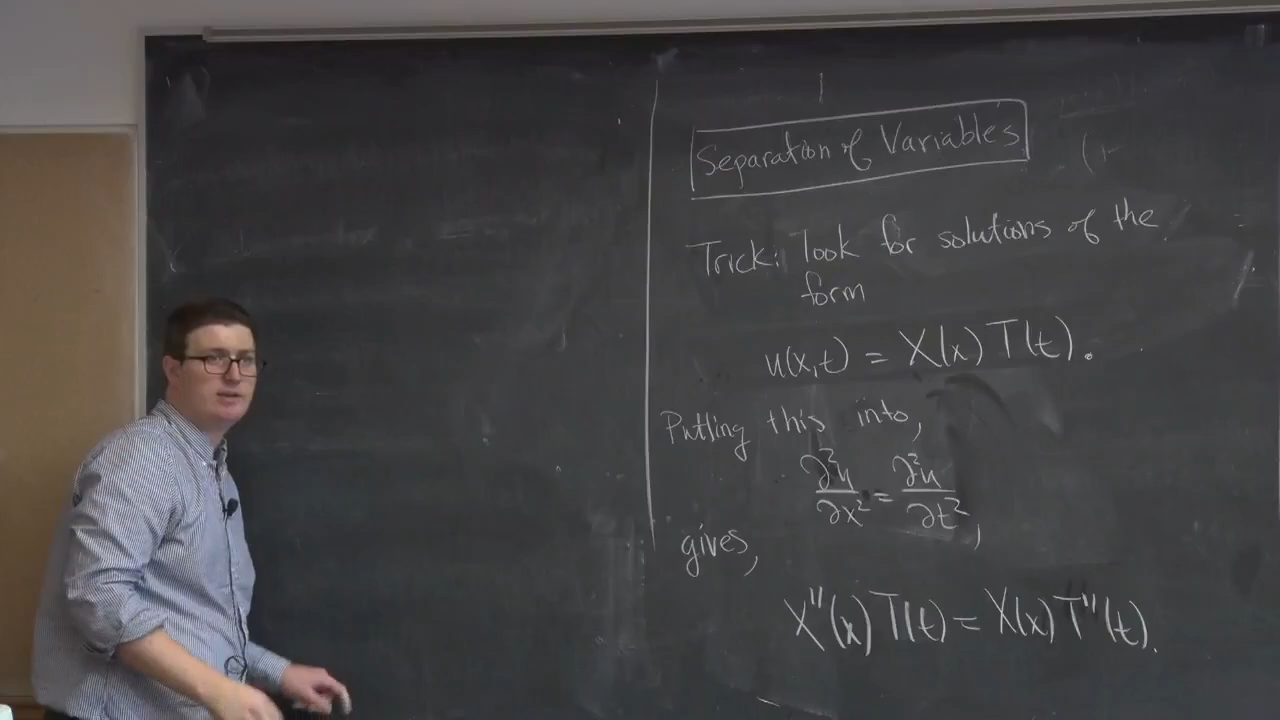 Separation of Variables
Trick: look for solutions of the
form
u(x,t) = X(x) T(t).
Putting this into,
∂²u/∂x² = ∂²u/∂t²,
gives,
X''(x) T(t) = X(x) T''(t).